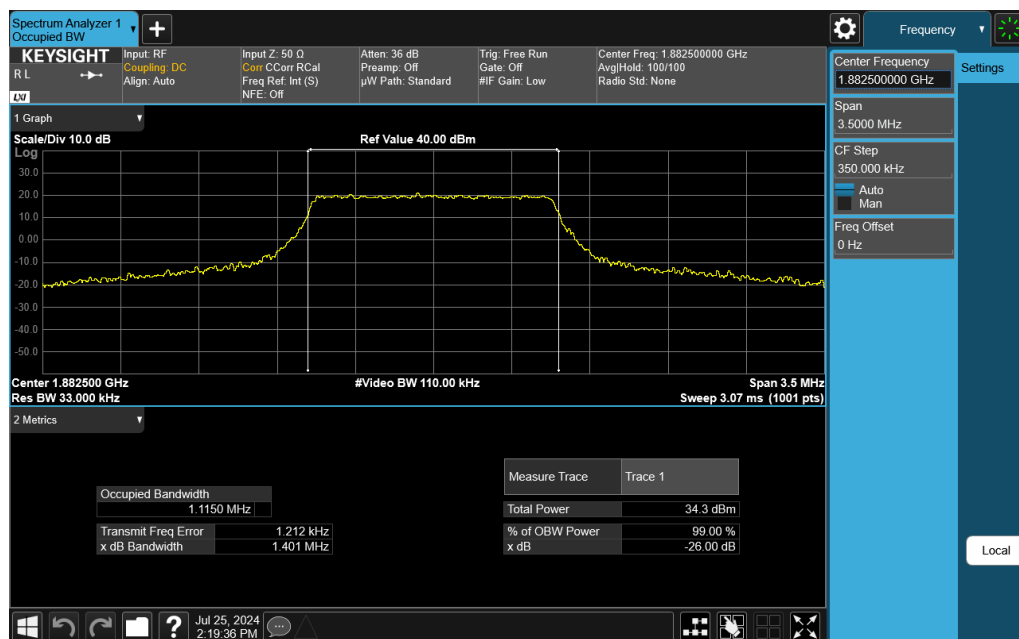 Spectrum Analyzer 1
Occupied BW
+
Frequency
KEYSIGHT
R L
LXI
Input: RF
Coupling: DC
Align: Auto
Input Z: 50 Ω
Corr CCorr RCal
Freq Ref: Int (S)
NFE: Off
Atten: 36 dB
Preamp: Off
µW Path: Standard
Trig: Free Run
Gate: Off
#IF Gain: Low
Center Freq: 1.882500000 GHz
Avg|Hold: 100/100
Radio Std: None
Center Frequency
1.882500000 GHz
Settings
Span
3.5000 MHz
CF Step
350.000 kHz
Auto
Man
Freq Offset
0 Hz
Local
1 Graph
Scale/Div 10.0 dB
Ref Value 40.00 dBm
Log
30.0
20.0
10.0
0.00
-10.0
-20.0
-30.0
-40.0
-50.0
Center 1.882500 GHz
#Video BW 110.00 kHz
Span 3.5 MHz
Res BW 33.000 kHz
Sweep 3.07 ms (1001 pts)
2 Metrics
Occupied Bandwidth
1.1150 MHz
Transmit Freq Error 1.212 kHz
x dB Bandwidth 1.401 MHz
Measure Trace Trace 1
Total Power 34.3 dBm
% of OBW Power 99.00 %
x dB -26.00 dB
?
Jul 25, 2024
2:19:36 PM